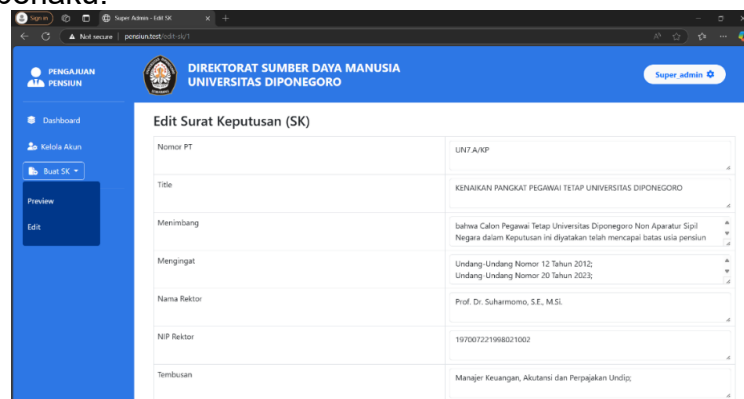 Sign in
Super Admin - Edit SK
Not secure | pensiun.test/edit-sk/1
PENGAJUAN
PENSIUN
DIREKTORAT SUMBER DAYA MANUSIA
UNIVERSITAS DIPONEGORO
Super_admin
Dashboard
Kelola Akun
Buat SK
Preview
Edit
Edit Surat Keputusan (SK)
Nomor PT
UN7.A/KP
Title
KENAIKAN PANGKAT PEGAWAI TETAP UNIVERSITAS DIPONEGORO
Menimbang
bahwa Calon Pegawai Tetap Universitas Diponegoro Non Aparatur Sipil
Negara dalam Keputusan ini diyatakan telah mencapai batas usia pensiun
Mengingat
Undang-Undang Nomor 12 Tahun 2012;
Undang-Undang Nomor 20 Tahun 2023;
Nama Rektor
Prof. Dr. Suharmomo, S.E., M.Si.
NIP Rektor
197007221998021002
Tembusan
Manajer Keuangan, Akutansi dan Perpajakan Undip;